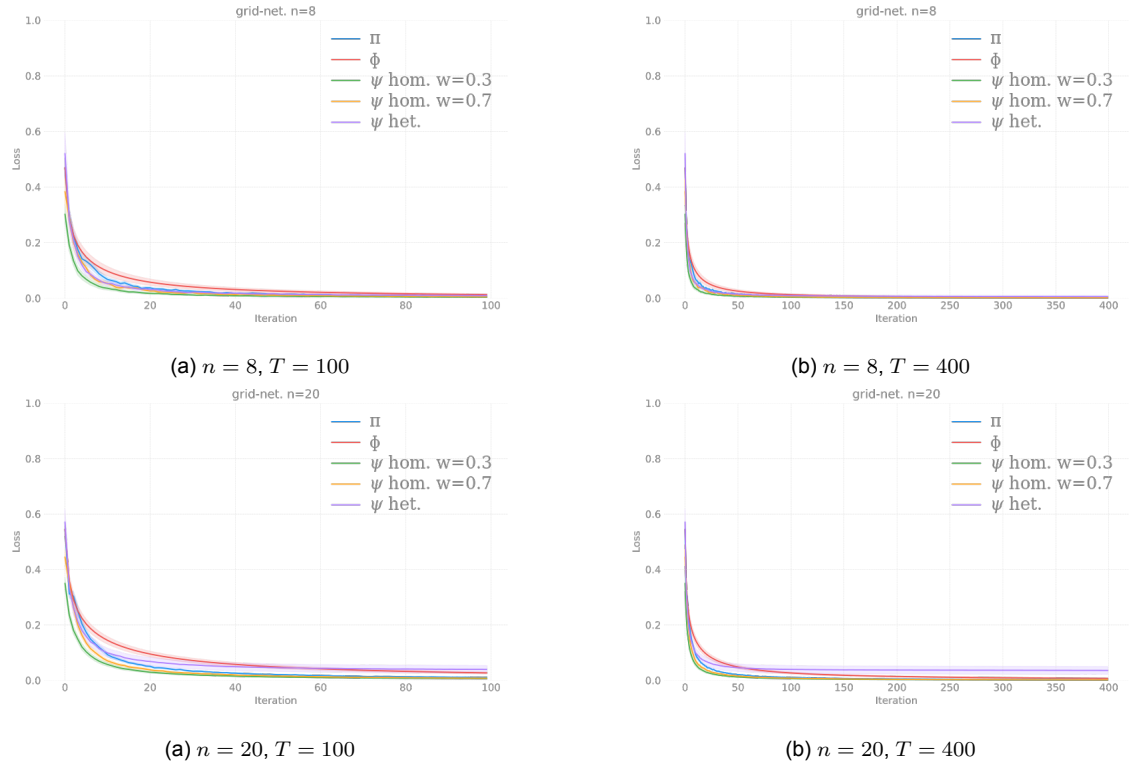 grid-net. n=8
1.0
0.8
0.6
0.4
0.2
0.0
Loss
0 20 40 60 80 100
Iteration
Π
Φ
ψ hom. w=0.3
ψ hom. w=0.7
ψ het.
(a) n = 8, T = 100
grid-net. n=8
1.0
0.8
0.6
0.4
0.2
0.0
Loss
0 50 100 150 200 250 300 350 400
Iteration
Π
Φ
ψ hom. w=0.3
ψ hom. w=0.7
ψ het.
(b) n = 8, T = 400
grid-net. n=20
1.0
0.8
0.6
0.4
0.2
0.0
Loss
0 20 40 60 80 100
Iteration
Π
Φ
ψ hom. w=0.3
ψ hom. w=0.7
ψ het.
(a) n = 20, T = 100
grid-net. n=20
1.0
0.8
0.6
0.4
0.2
0.0
Loss
0 50 100 150 200 250 300 350 400
Iteration
Π
Φ
ψ hom. w=0.3
ψ hom. w=0.7
ψ het.
(b) n = 20, T = 400